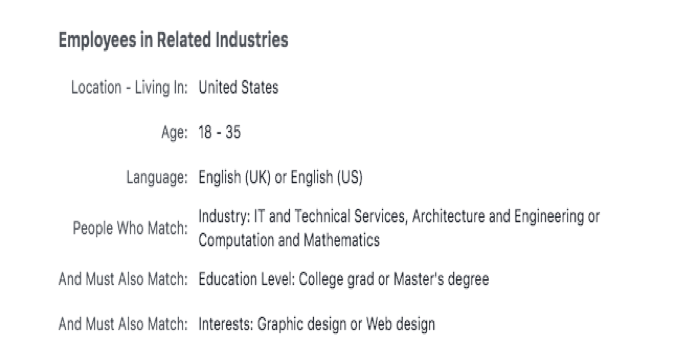 Employees in Related Industries
Location - Living In: United States
Age: 18 - 35
Language: English (UK) or English (US)
People Who Match: Industry: IT and Technical Services, Architecture and Engineering or
Computation and Mathematics
And Must Also Match: Education Level: College grad or Master's degree
And Must Also Match: Interests: Graphic design or Web design